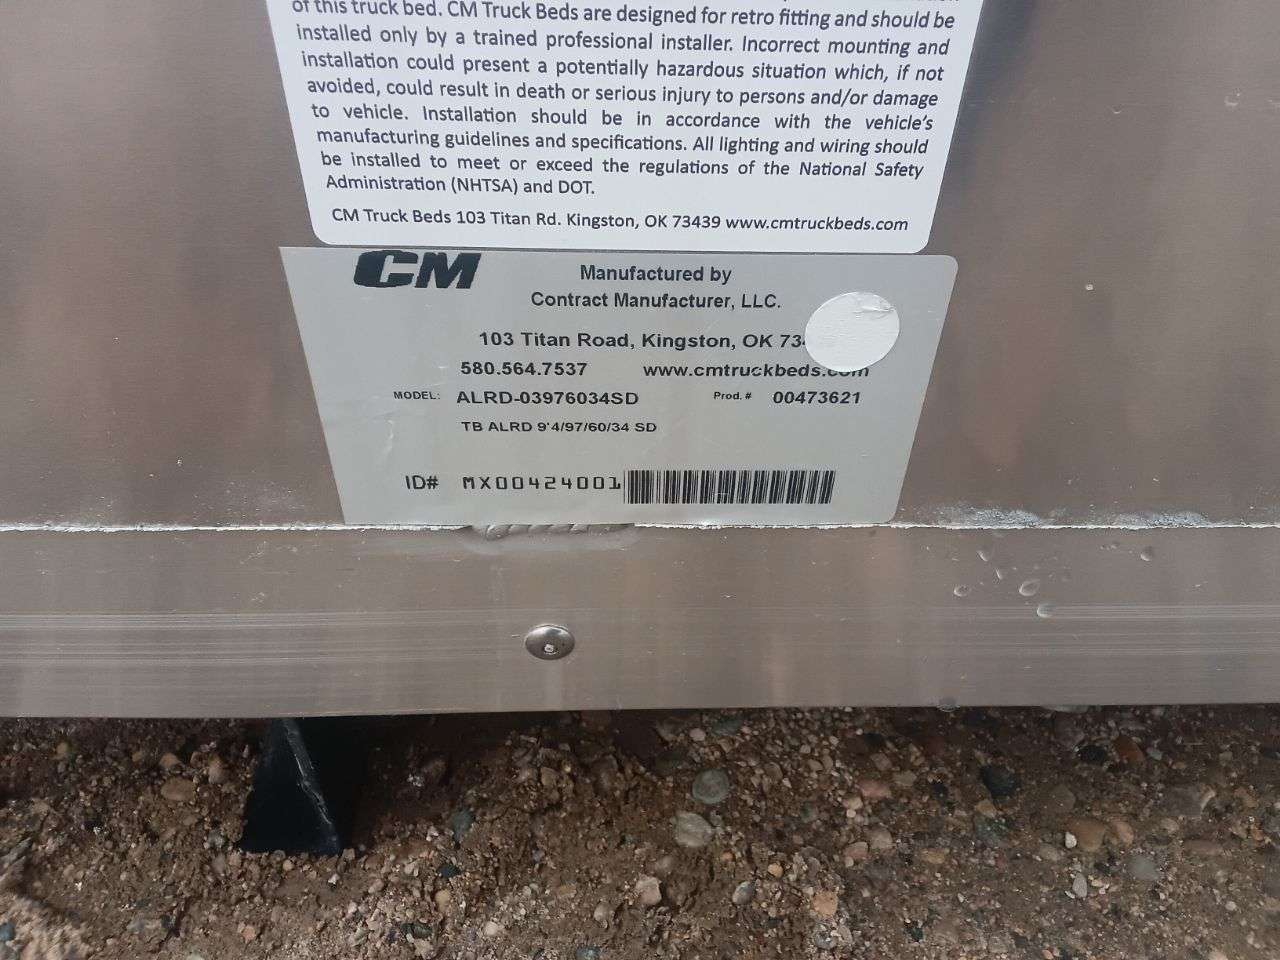 of this truck bed. CM Truck Beds are designed for retro fitting and should be
installed only by a trained professional installer. Incorrect mounting and
installation could present a potentially hazardous situation which, if not
avoided, could result in death or serious injury to persons and/or damage
to vehicle. Installation should be in accordance with the vehicle's
manufacturing guidelines and specifications. All lighting and wiring should
be installed to meet or exceed the regulations of the National Safety
Administration (NHTSA) and DOT.
CM Truck Beds 103 Titan Rd. Kingston, OK 73439 www.cmtruckbeds.com
CM
Manufactured by
Contract Manufacturer, LLC.
103 Titan Road, Kingston, OK
580.564.7537 www.cmtruckbeds.com
MODEL: ALRD-03976034SD Prod. # 00473621
TB ALRD 9'4/97/60/34 SD
ID# MX00424001